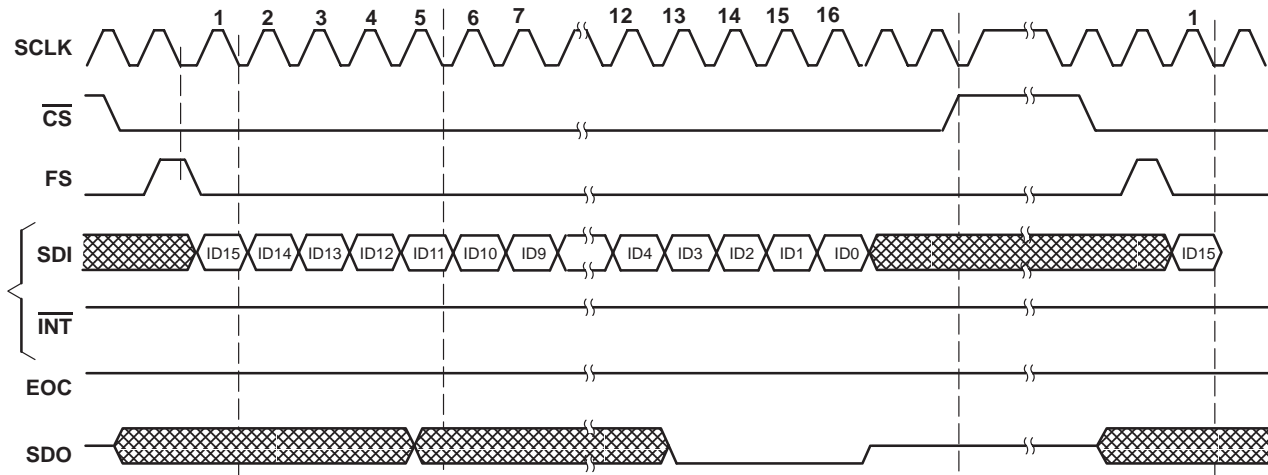 1 2 3 4 5 6 7 12 13 14 15 16 1
SCLK
CS
FS
SDI ID15 ID14 ID13 ID12 ID11 ID10 ID9 ID4 ID3 ID2 ID1 ID0 ID15
INT
EOC
SDO